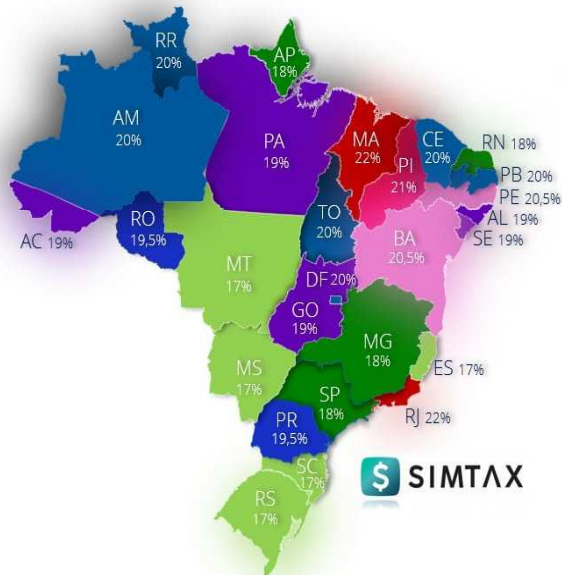 RR
20%
AP
18%
AM
20%
PA
19%
MA
22%
CE
20%
RN 18%
PI
21%
PB 20%
PE 20,5%
AL 19%
SE 19%
TO
20%
RO
19,5%
AC 19%
BA
20,5%
MT
17%
DF 20%
GO
19%
MG
18%
ES 17%
MS
17%
SP
18%
RJ 22%
PR
19,5%
SC
17%
RS
17%
$ SIMTAX